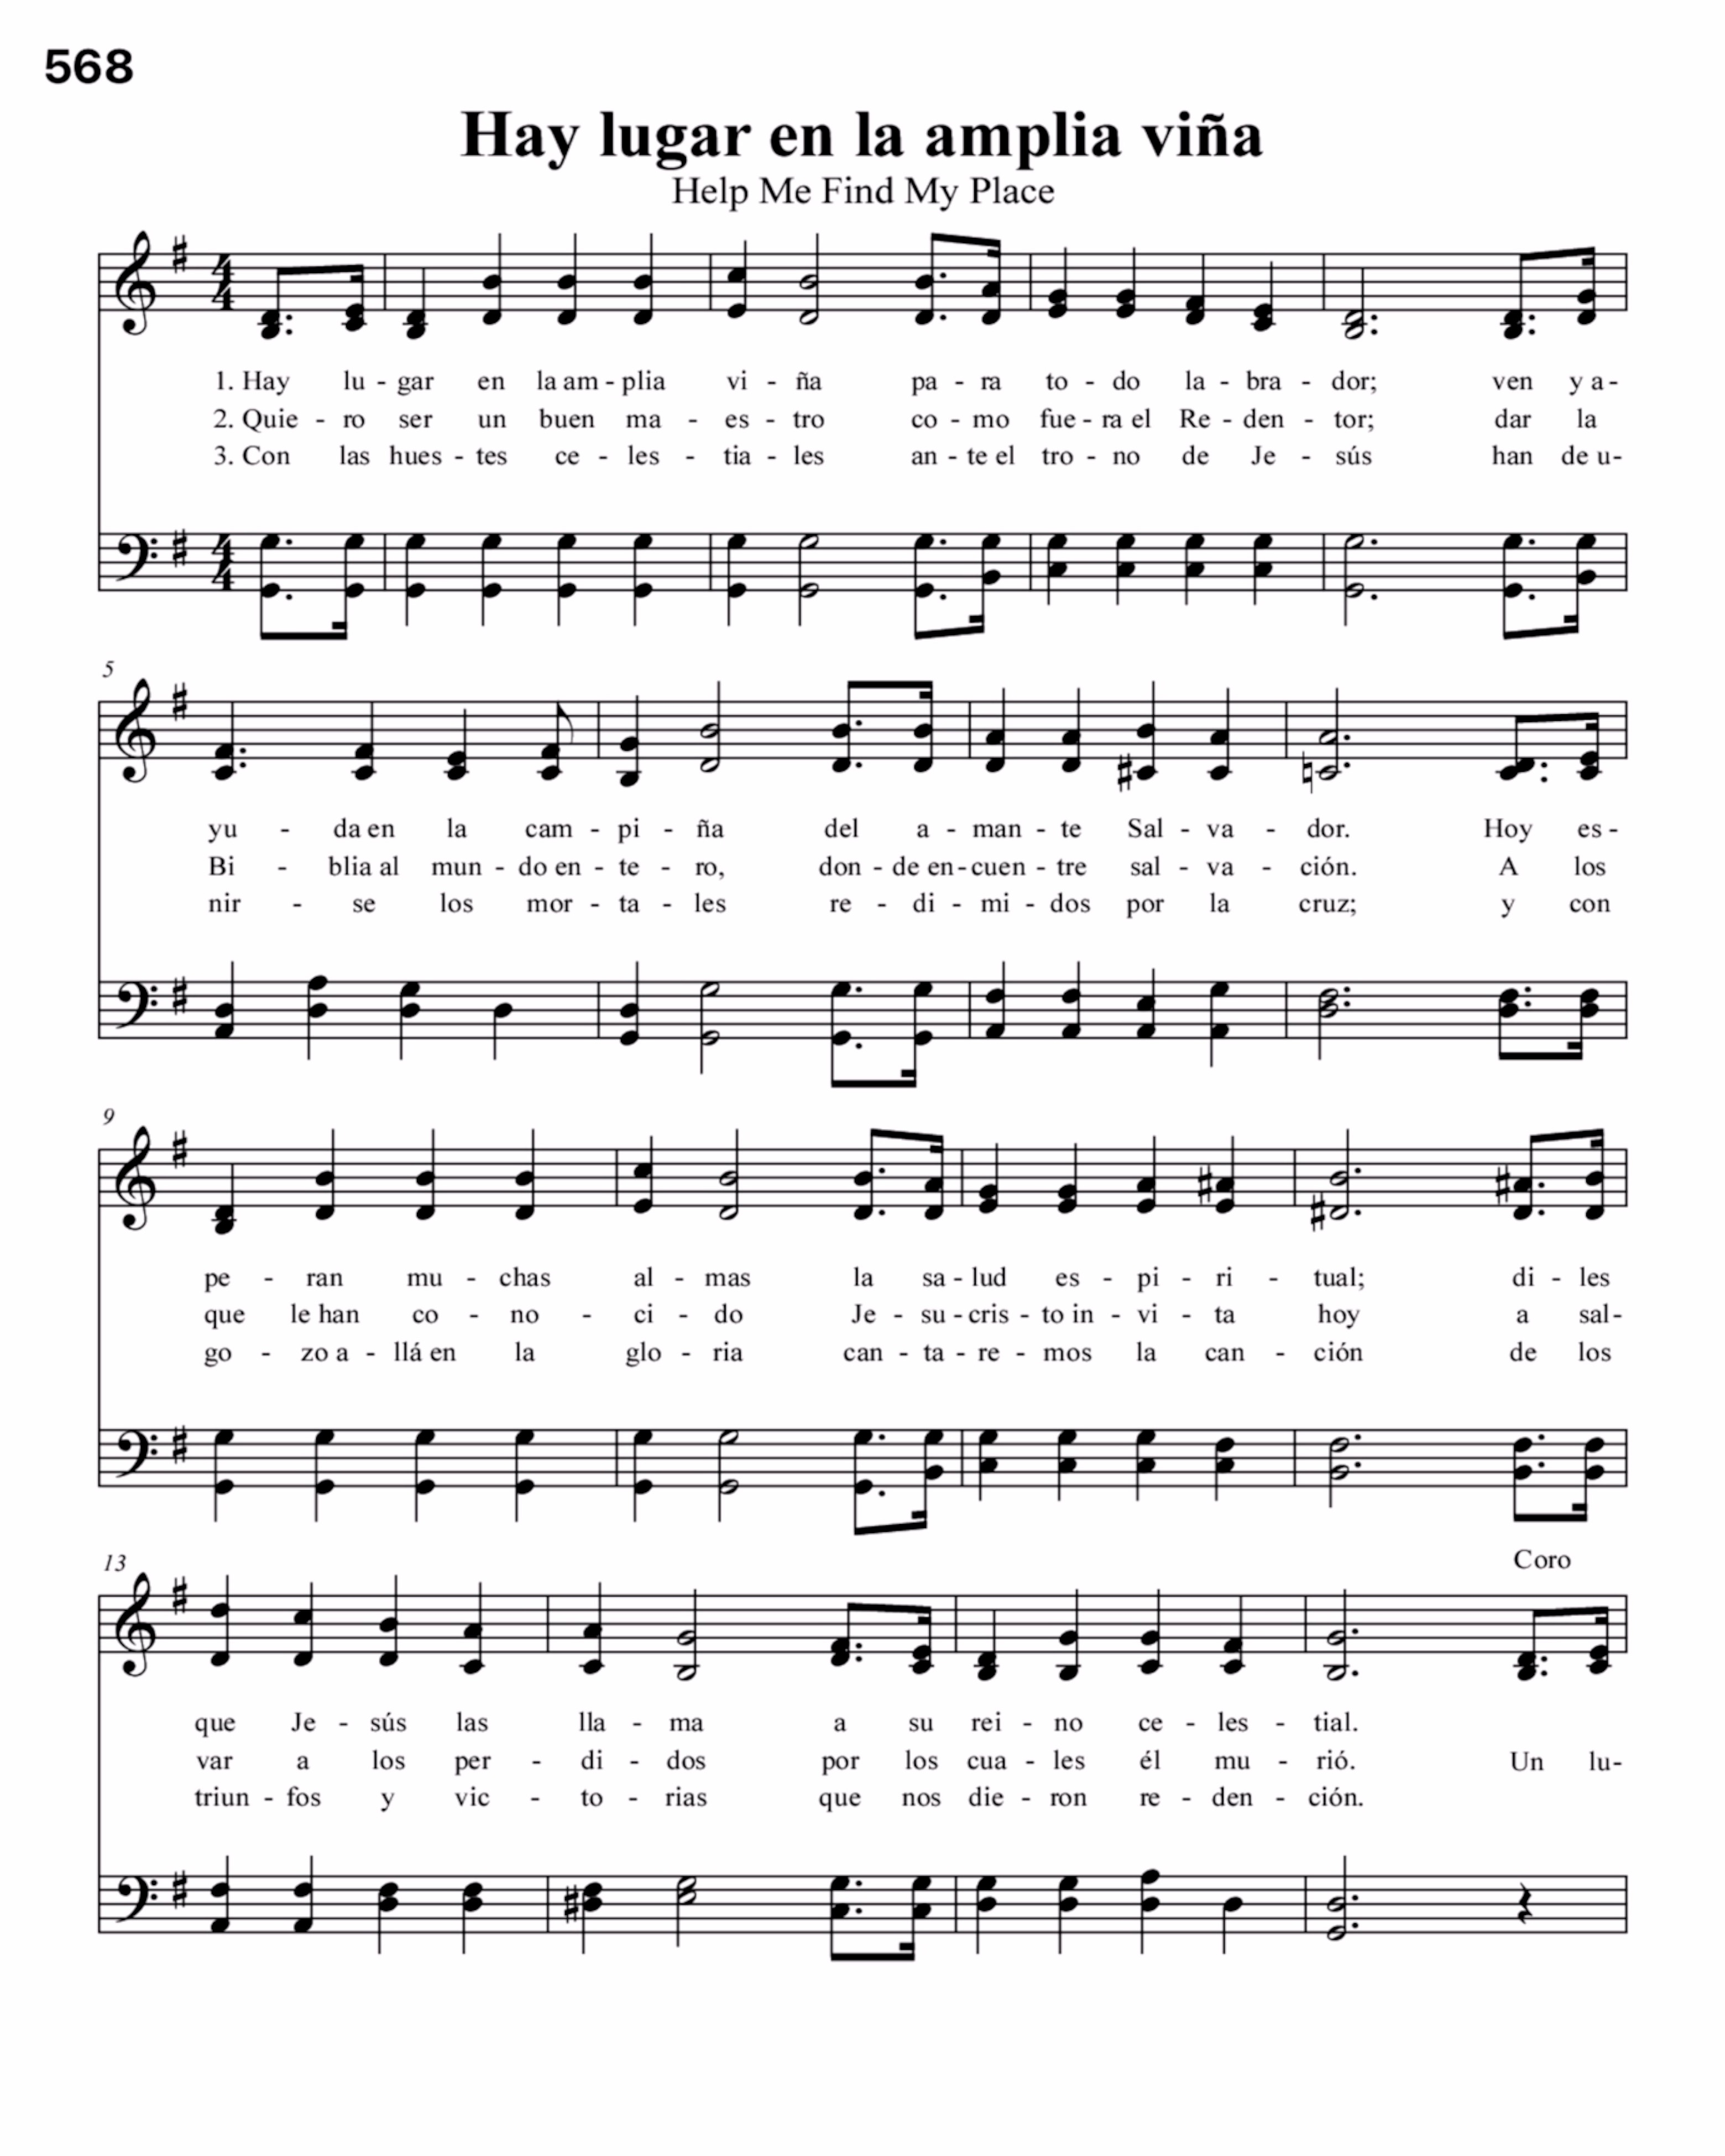 568
Hay lugar en la amplia viña
Help Me Find My Place
1. Hay lu - gar en la am - plia vi - ña pa - ra to - do la - bra - dor; ven y a -
2. Quie - ro ser un buen ma - es - tro co - mo fue - ra el Re - den - tor; dar la
3. Con las hues - tes ce - les - tia - les an - te el tro - no de Je - sús han de u-
5
yu - da en la cam - pi - ña del a - man - te Sal - va - dor. Hoy es -
Bi - blia al mun - do en - te - ro, don - de en - cuen - tre sal - va - ción. A los
nir - se los mor - ta - les re - di - mi - dos por la cruz; y con
9
pe - ran mu - chas al - mas la sa - lud es - pi - ri - tual; di - les
que le han co - no - ci - do Je - su - cris - to in - vi - ta hoy a sal-
go - zo a - llá en la glo - ria can - ta - re - mos la can - ción de los
13
Coro
que Je - sús las lla - ma a su rei - no ce - les - tial.
var a los per - di - dos por los cua - les él mu - rió. Un lu-
triun - fos y vic - to - rias que nos die - ron re - den - ción.